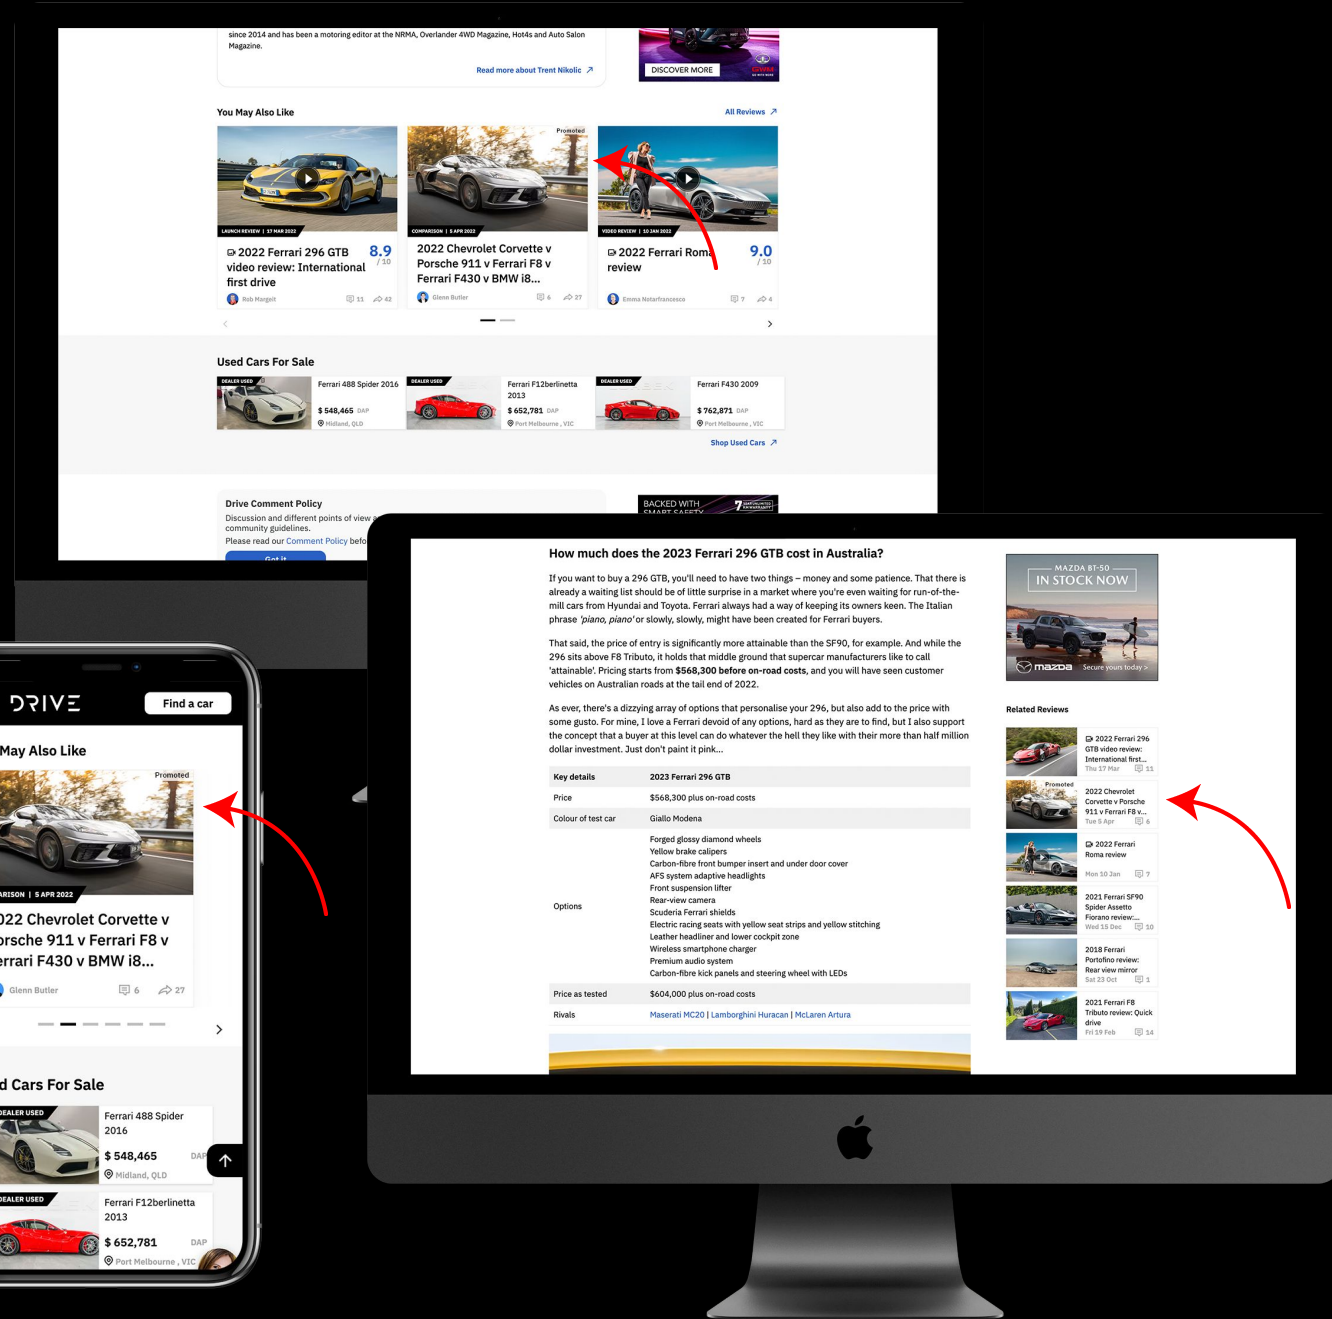 since 2014 and has been a motoring editor at the NRMA, Overlander 4WD Magazine, Hot4s and Auto Salon
Magazine.
Read more about Trent Nikolic
DISCOVER MORE
GWM
You May Also Like
All Reviews
LAUNCH REVIEW | 17 MAR 2022
2022 Ferrari 296 GTB
video review: International
first drive
8.9
/ 10
Rob Margeit
11
42
Promoted
COMPARISON | 5 APR 2022
2022 Chevrolet Corvette v
Porsche 911 v Ferrari F8 v
Ferrari F430 v BMW i8...
Glenn Butler
6
27
VIDEO REVIEW | 10 JAN 2022
2022 Ferrari Roma
review
9.0
/ 10
Emma Notarfrancesco
7
4
Used Cars For Sale
DEALER USED
Ferrari 488 Spider 2016
$ 548,465 DAP
Midland, QLD
DEALER USED
Ferrari F12berlinetta
2013
$ 652,781 DAP
Port Melbourne , VIC
DEALER USED
Ferrari F430 2009
$ 762,871 DAP
Port Melbourne , VIC
Shop Used Cars
Drive Comment Policy
Discussion and different points of view a
community guidelines.
Please read our Comment Policy befo
Got it
BACKED WITH
SMART SAFETY
7
DRIVE
Find a car
May Also Like
Promoted
ARISON | 5 APR 2022
022 Chevrolet Corvette v
orsche 911 v Ferrari F8 v
errari F430 v BMW i8...
Glenn Butler
6
27
d Cars For Sale
DEALER USED
Ferrari 488 Spider
2016
$ 548,465
DAP
Midland, QLD
DEALER USED
Ferrari F12berlinetta
2013
$ 652,781
DAP
Port Melbourne , VIC
How much does the 2023 Ferrari 296 GTB cost in Australia?
If you want to buy a 296 GTB, you'll need to have two things – money and some patience. That there is
already a waiting list should be of little surprise in a market where you're even waiting for run-of-the-
mill cars from Hyundai and Toyota. Ferrari always had a way of keeping its owners keen. The Italian
phrase 'piano, piano' or slowly, slowly, might have been created for Ferrari buyers.
That said, the price of entry is significantly more attainable than the SF90, for example. And while the
296 sits above F8 Tributo, it holds that middle ground that supercar manufacturers like to call
'attainable'. Pricing starts from $568,300 before on-road costs, and you will have seen customer
vehicles on Australian roads at the tail end of 2022.
As ever, there's a dizzying array of options that personalise your 296, but also add to the price with
some gusto. For mine, I love a Ferrari devoid of any options, hard as they are to find, but I also support
the concept that a buyer at this level can do whatever the hell they like with their more than half million
dollar investment. Just don't paint it pink...
Key details
2023 Ferrari 296 GTB
Price
$568,300 plus on-road costs
Colour of test car
Giallo Modena
Options
Forged glossy diamond wheels
Yellow brake calipers
Carbon-fibre front bumper insert and under door cover
AFS system adaptive headlights
Front suspension lifter
Rear-view camera
Scuderia Ferrari shields
Electric racing seats with yellow seat strips and yellow stitching
Leather headliner and lower cockpit zone
Wireless smartphone charger
Premium audio system
Carbon-fibre kick panels and steering wheel with LEDs
Price as tested
$604,000 plus on-road costs
Rivals
Maserati MC20 | Lamborghini Huracan | McLaren Artura
MAZDA BT-50
IN STOCK NOW
mazda
Secure yours today >
Related Reviews
2022 Ferrari 296
GTB video review:
International first...
Thu 17 Mar
11
Promoted
2022 Chevrolet
Corvette v Porsche
911 v Ferrari F8 v...
Tue 5 Apr
6
2022 Ferrari
Roma review
Mon 10 Jan
7
2021 Ferrari SF90
Spider Assetto
Fiorano review:...
Wed 15 Dec
10
2018 Ferrari
Portofino review:
Rear view mirror
Sat 23 Oct
1
2021 Ferrari F8
Tributo review: Quick
drive
Fri 19 Feb
14